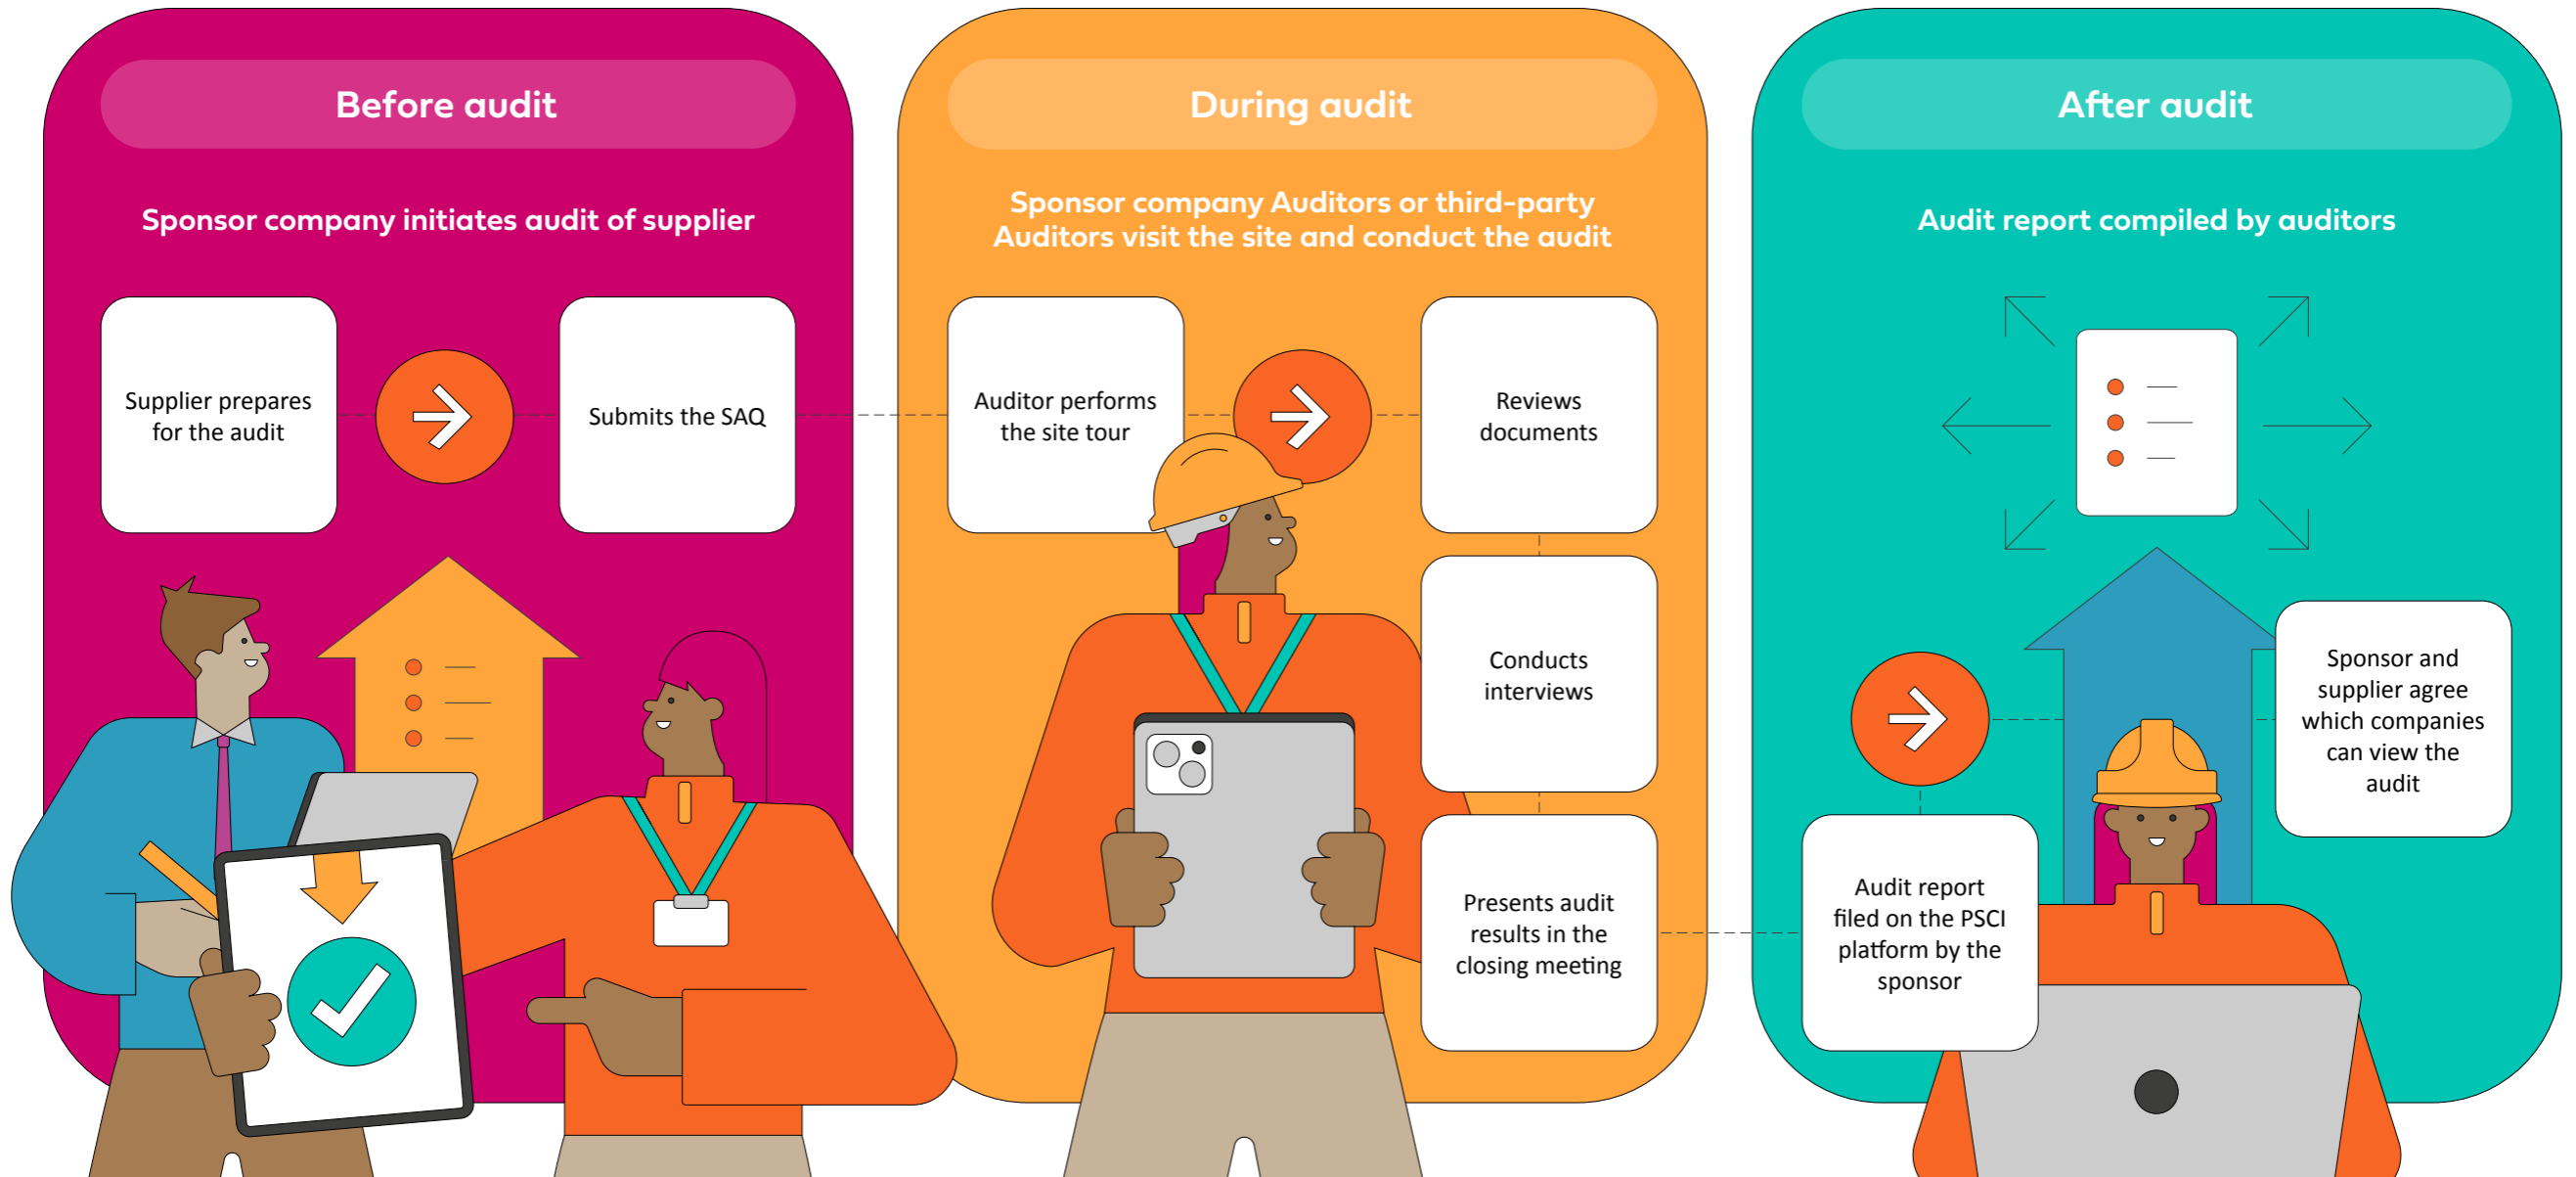 Before audit
Sponsor company initiates audit of supplier
Supplier prepares
for the audit
Submits the SAQ
During audit
Sponsor company Auditors or third-party
Auditors visit the site and conduct the audit
Auditor performs
the site tour
Reviews
documents
Conducts
interviews
Presents audit
results in the
closing meeting
After audit
Audit report compiled by auditors
Audit report
filed on the PSCI
platform by the
sponsor
Sponsor and
supplier agree
which companies
can view the
audit